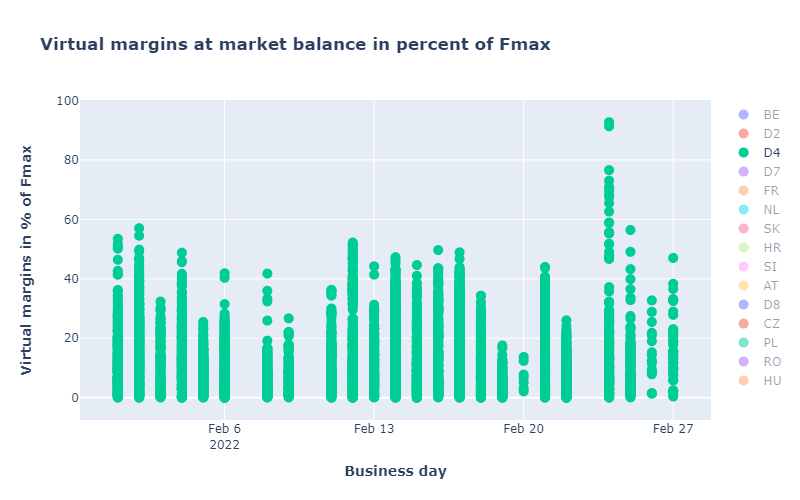 Virtual margins at market balance in percent of Fmax
Virtual margins in % of Fmax
100
80
60
40
20
0
Feb 6
2022
Feb 13
Feb 20
Feb 27
Business day
BE
D2
D4
D7
FR
NL
SK
HR
SI
AT
D8
CZ
PL
RO
HU